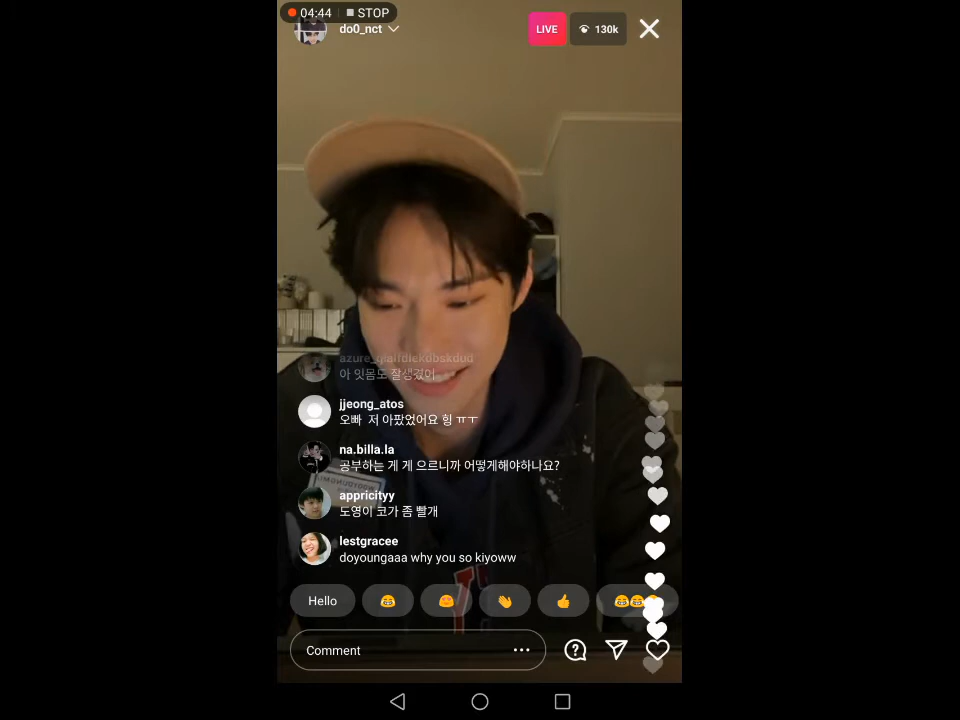 04:44
STOP
do0_nct
LIVE
130k
아 잇몸도 잘생겼어
jjeong_atos
오빠 저 아팠었어요 힝 ㅠㅜ
na.billa.la
공부하는 게 게 으르니까 어떻게해야하나요?
appricityy
도영이 코가 좀 빨개
lestgracee
doyoungaaa why you so kiyoww
Hello
Comment